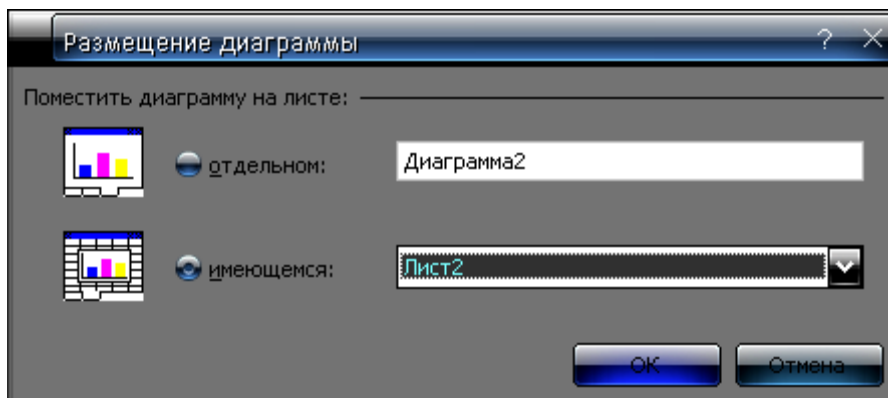 Размещение диаграммы
Поместить диаграмму на листе:
отдельном: Диаграмма2
имеющемся: Лист2
ОК Отмена